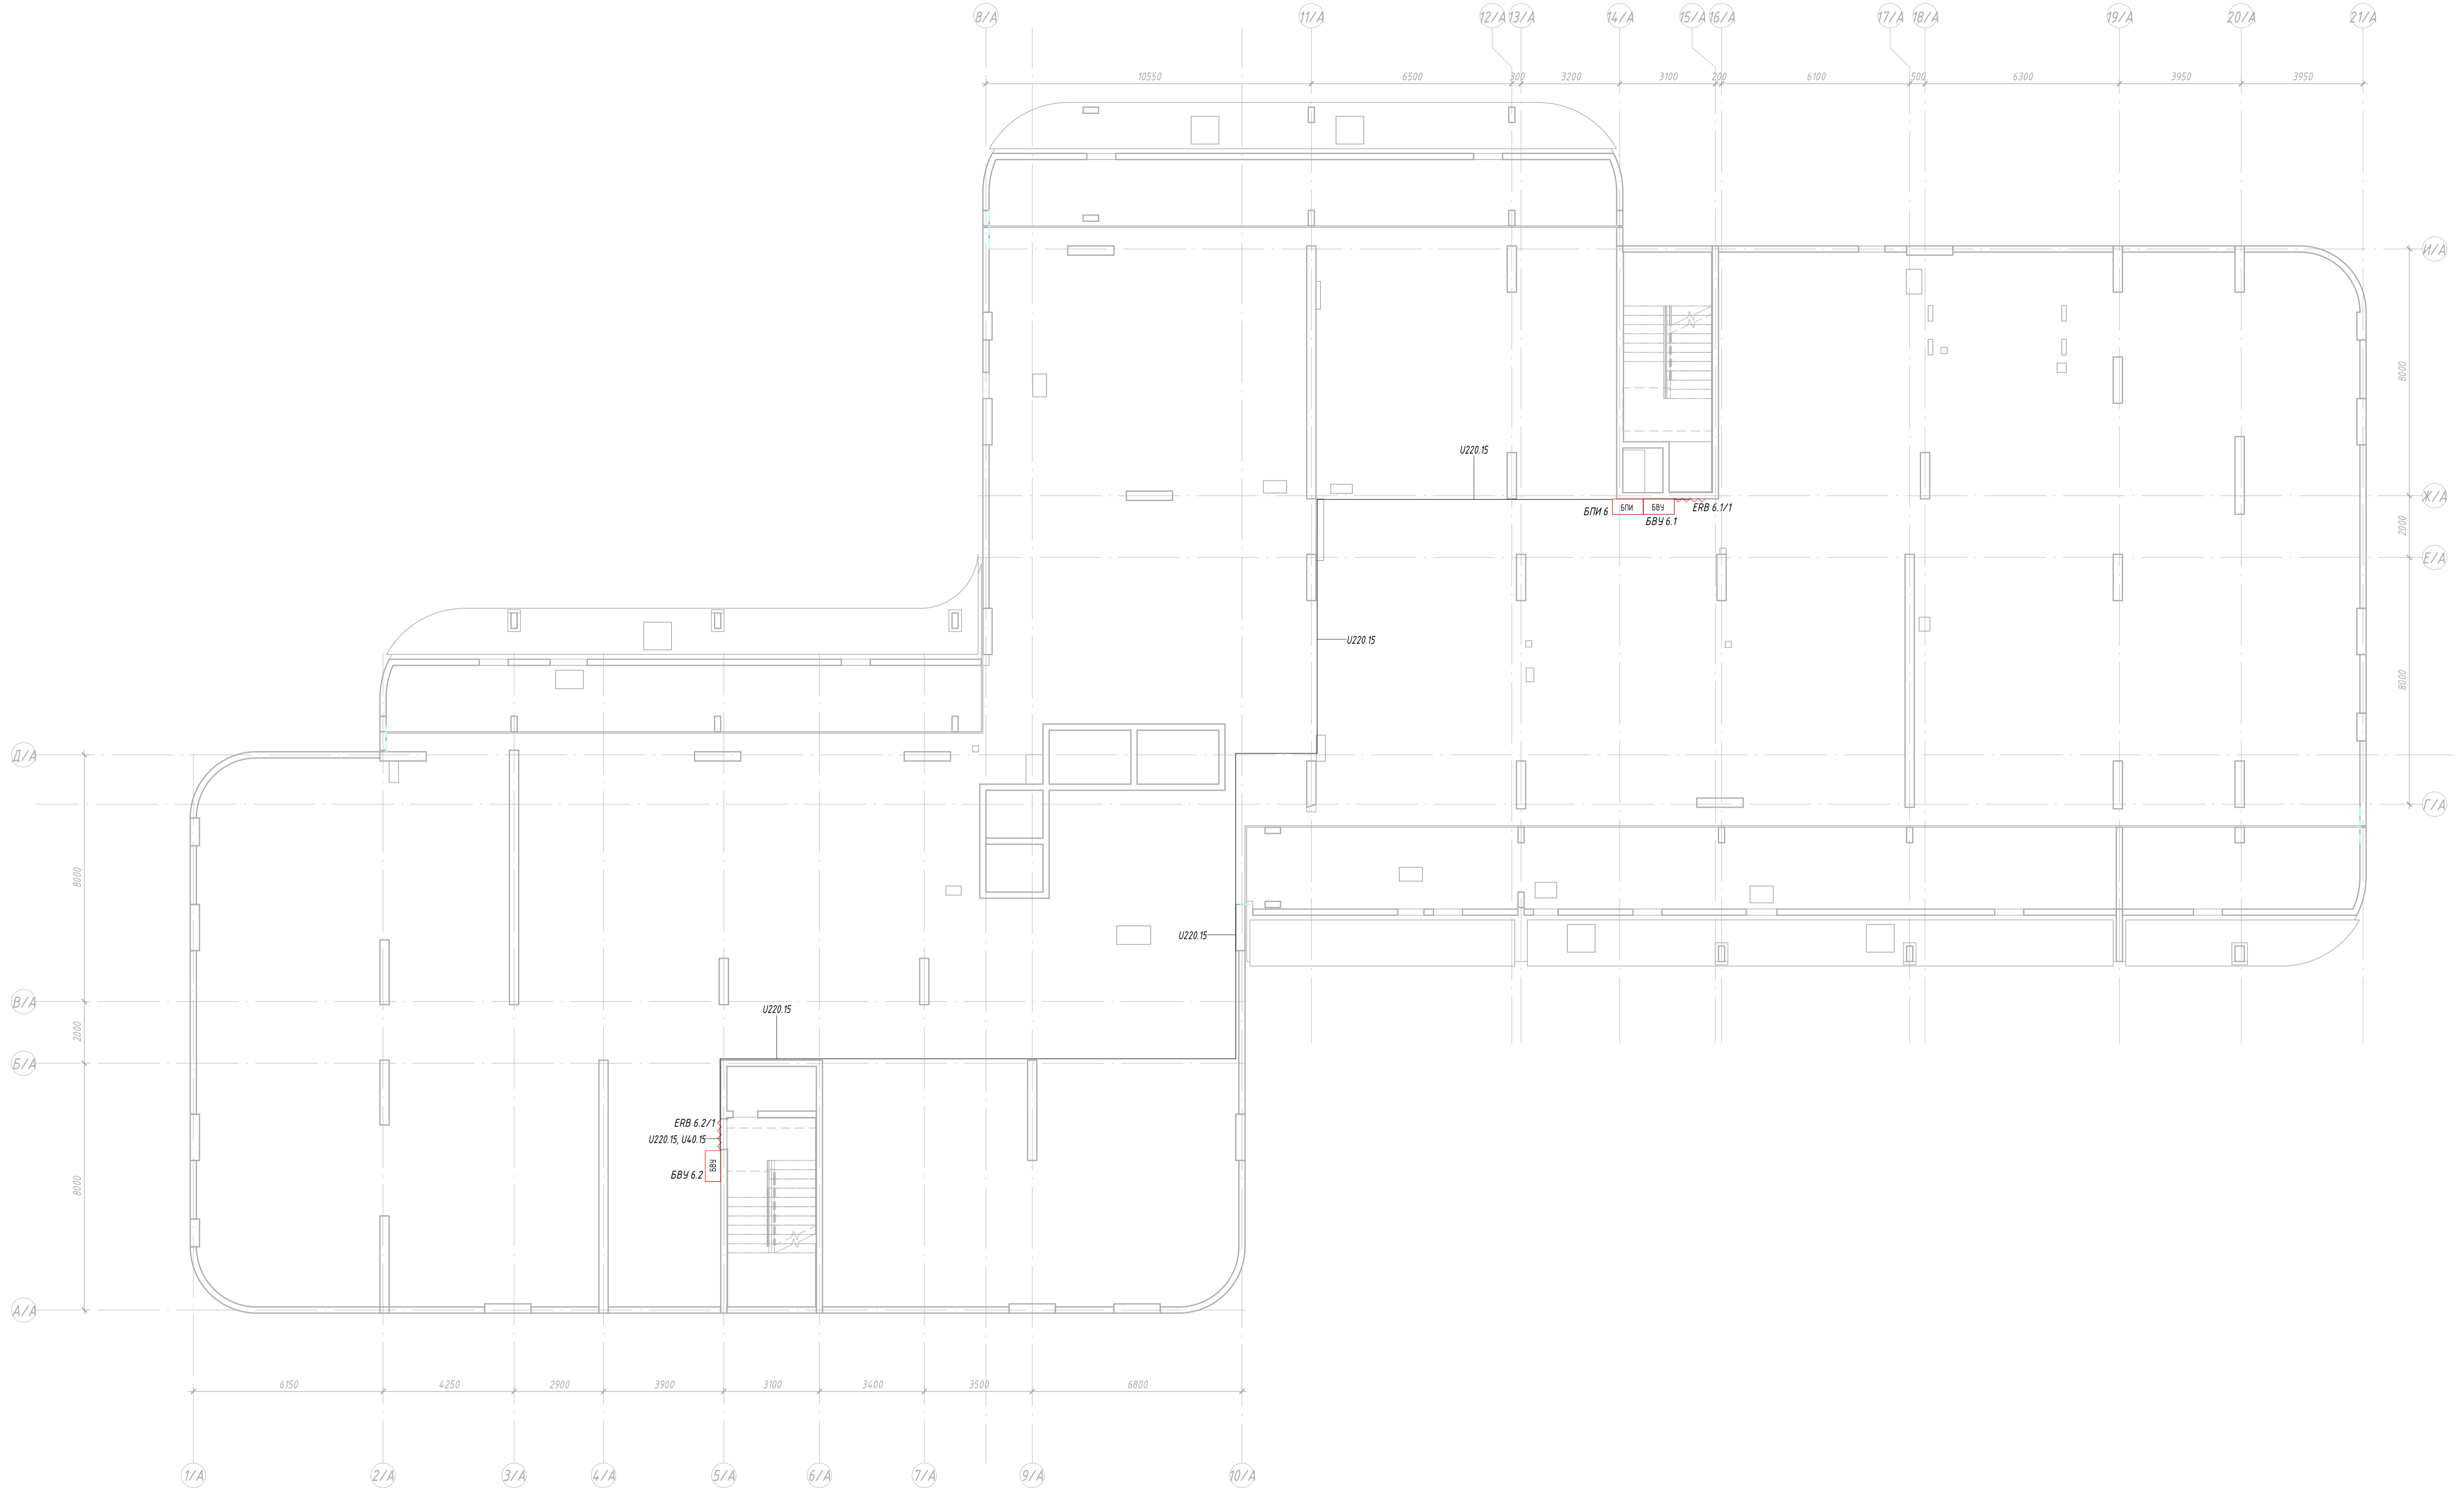 8/А 11/А 12/А 13/А 14/А 15/А 16/А 17/А 18/А 19/А 20/А 21/А
10550 6500 300 3200 3100 200 6100 500 6300 3950 3950
И/А
8000
U220.15
Ж/А
БПИ 6 БПИ БВУ ERB 6.1/1
БВУ 6.1
2000
Е/А
U220.15
8000
Д/А
Г/А
8000
U220.15
В/А
U220.15
2000
Б/А
ERB 6.2/1
U220.15, U40.15
БВУ
БВУ 6.2
8000
А/А
6150 4250 2900 3900 3100 3400 3500 6800
1/А 2/А 3/А 4/А 5/А 6/А 7/А 9/А 10/А